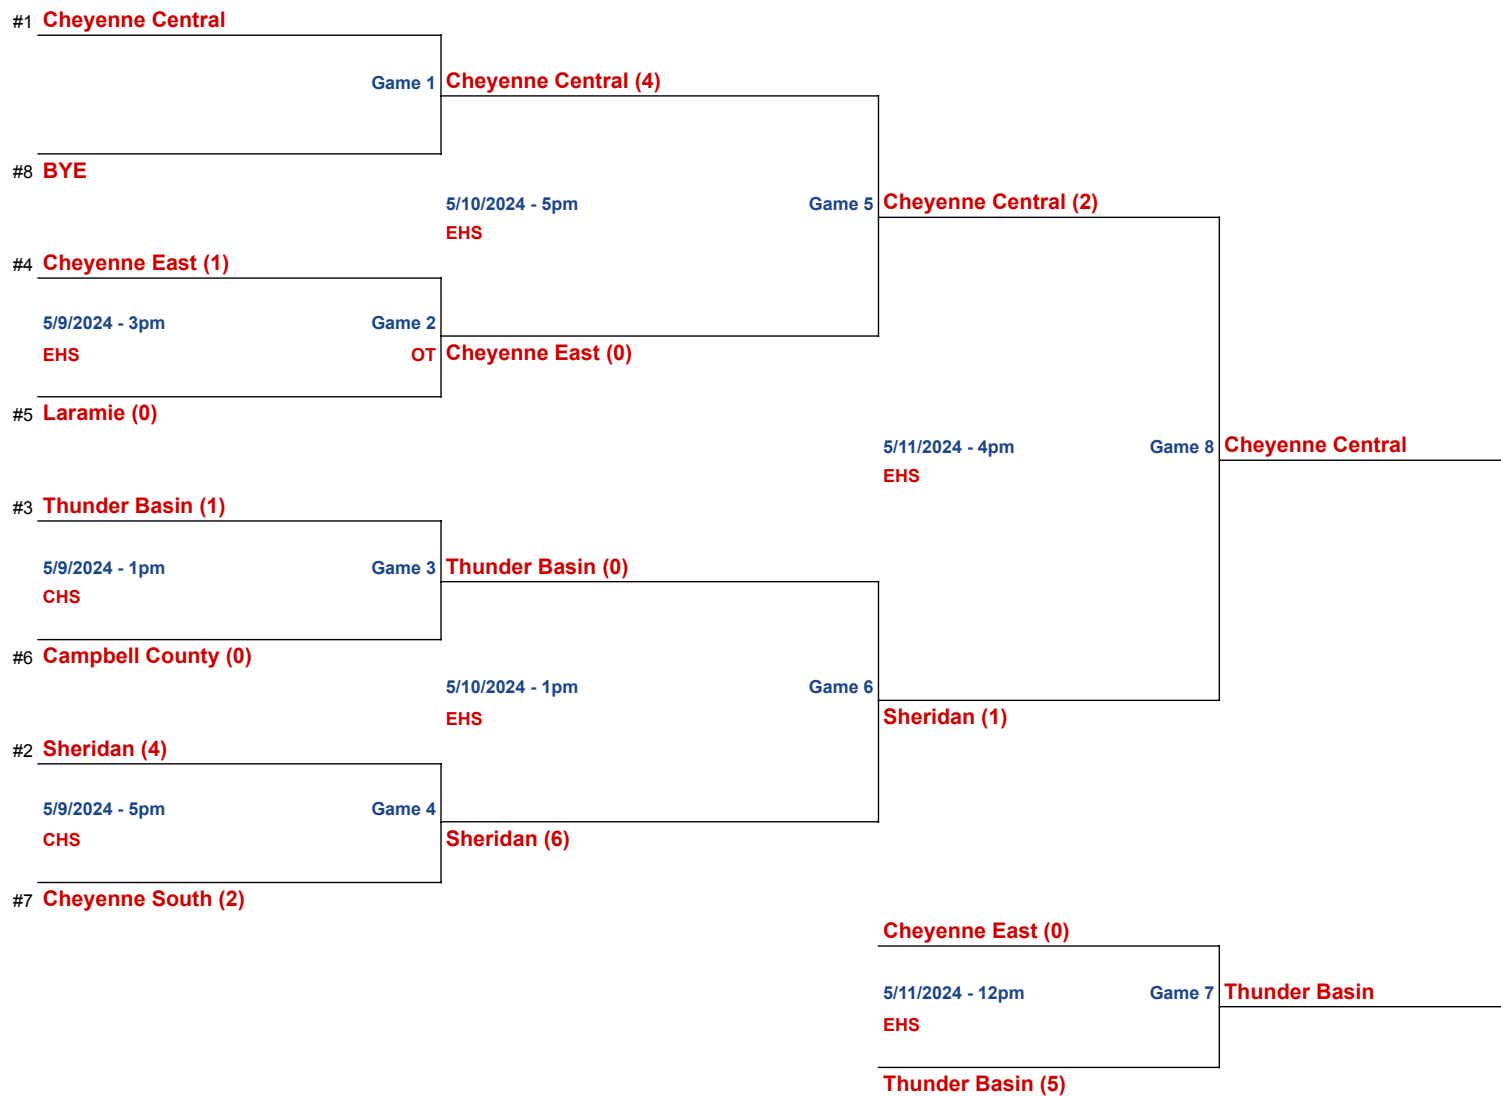 #1 Cheyenne Central
Game 1
Cheyenne Central (4)
#8 BYE
5/10/2024 - 5pm
Game 5
Cheyenne Central (2)
EHS
#4 Cheyenne East (1)
5/9/2024 - 3pm
Game 2
EHS
OT
Cheyenne East (0)
#5 Laramie (0)
5/11/2024 - 4pm
Game 8
Cheyenne Central
EHS
#3 Thunder Basin (1)
5/9/2024 - 1pm
Game 3
Thunder Basin (0)
CHS
#6 Campbell County (0)
5/10/2024 - 1pm
Game 6
EHS
Sheridan (1)
#2 Sheridan (4)
5/9/2024 - 5pm
Game 4
CHS
Sheridan (6)
#7 Cheyenne South (2)
Cheyenne East (0)
5/11/2024 - 12pm
Game 7
Thunder Basin
EHS
Thunder Basin (5)